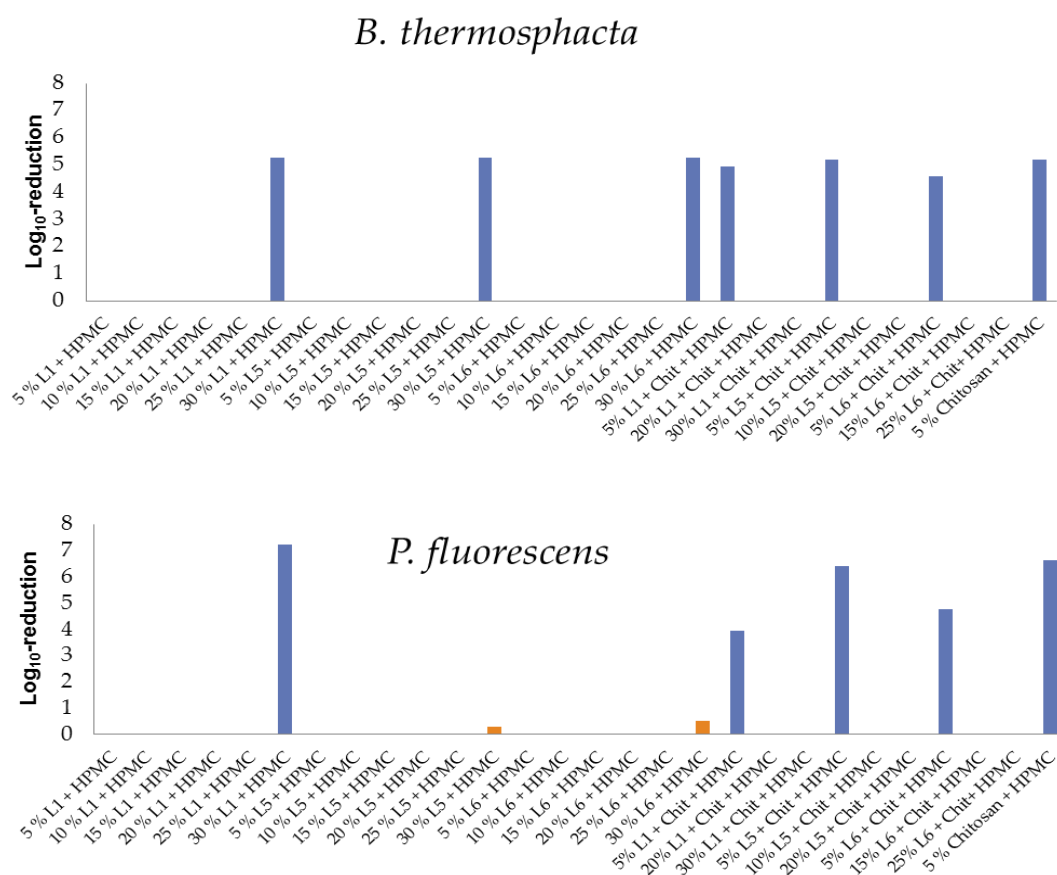 B. thermosphacta
8
7
6
5
4
3
2
1
0
Log₁₀-reduction
5 % L1 + HPMC
10 % L1 + HPMC
15 % L1 + HPMC
20 % L1 + HPMC
25 % L1 + HPMC
30 % L1 + HPMC
5 % L5 + HPMC
10 % L5 + HPMC
15 % L5 + HPMC
20 % L5 + HPMC
25 % L5 + HPMC
30 % L5 + HPMC
5 % L6 + HPMC
10 % L6 + HPMC
15 % L6 + HPMC
20 % L6 + HPMC
25 % L6 + HPMC
30 % L6 + HPMC
5% L1 + Chit + HPMC
20% L1 + Chit + HPMC
30% L1 + Chit + HPMC
5% L5 + Chit + HPMC
10% L5 + Chit + HPMC
20% L5 + Chit + HPMC
5% L6 + Chit + HPMC
15% L6 + Chit + HPMC
25% L6 + Chit+ HPMC
5 % Chitosan + HPMC
P. fluorescens
8
7
6
5
4
3
2
1
0
Log₁₀-reduction
5 % L1 + HPMC
10 % L1 + HPMC
15 % L1 + HPMC
20 % L1 + HPMC
25 % L1 + HPMC
30 % L1 + HPMC
5 % L5 + HPMC
10 % L5 + HPMC
15 % L5 + HPMC
20 % L5 + HPMC
25 % L5 + HPMC
30 % L5 + HPMC
5 % L6 + HPMC
10 % L6 + HPMC
15 % L6 + HPMC
20 % L6 + HPMC
25 % L6 + HPMC
30 % L6 + HPMC
5% L1 + Chit + HPMC
20% L1 + Chit + HPMC
30% L1 + Chit + HPMC
5% L5 + Chit + HPMC
10% L5 + Chit + HPMC
20% L5 + Chit + HPMC
5% L6 + Chit + HPMC
15% L6 + Chit + HPMC
25% L6 + Chit+ HPMC
5 % Chitosan + HPMC